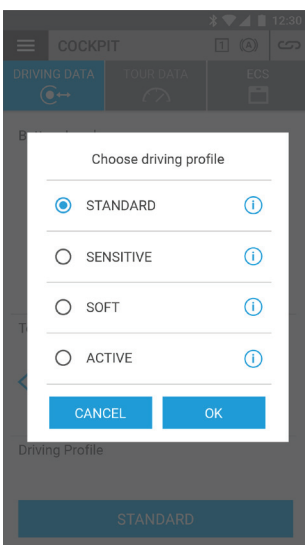 12:30
COCKPIT
1
A
DRIVING DATA
TOUR DATA
ECS
Choose driving profile
STANDARD
i
SENSITIVE
i
SOFT
i
ACTIVE
i
CANCEL
OK
Driving Profile
STANDARD